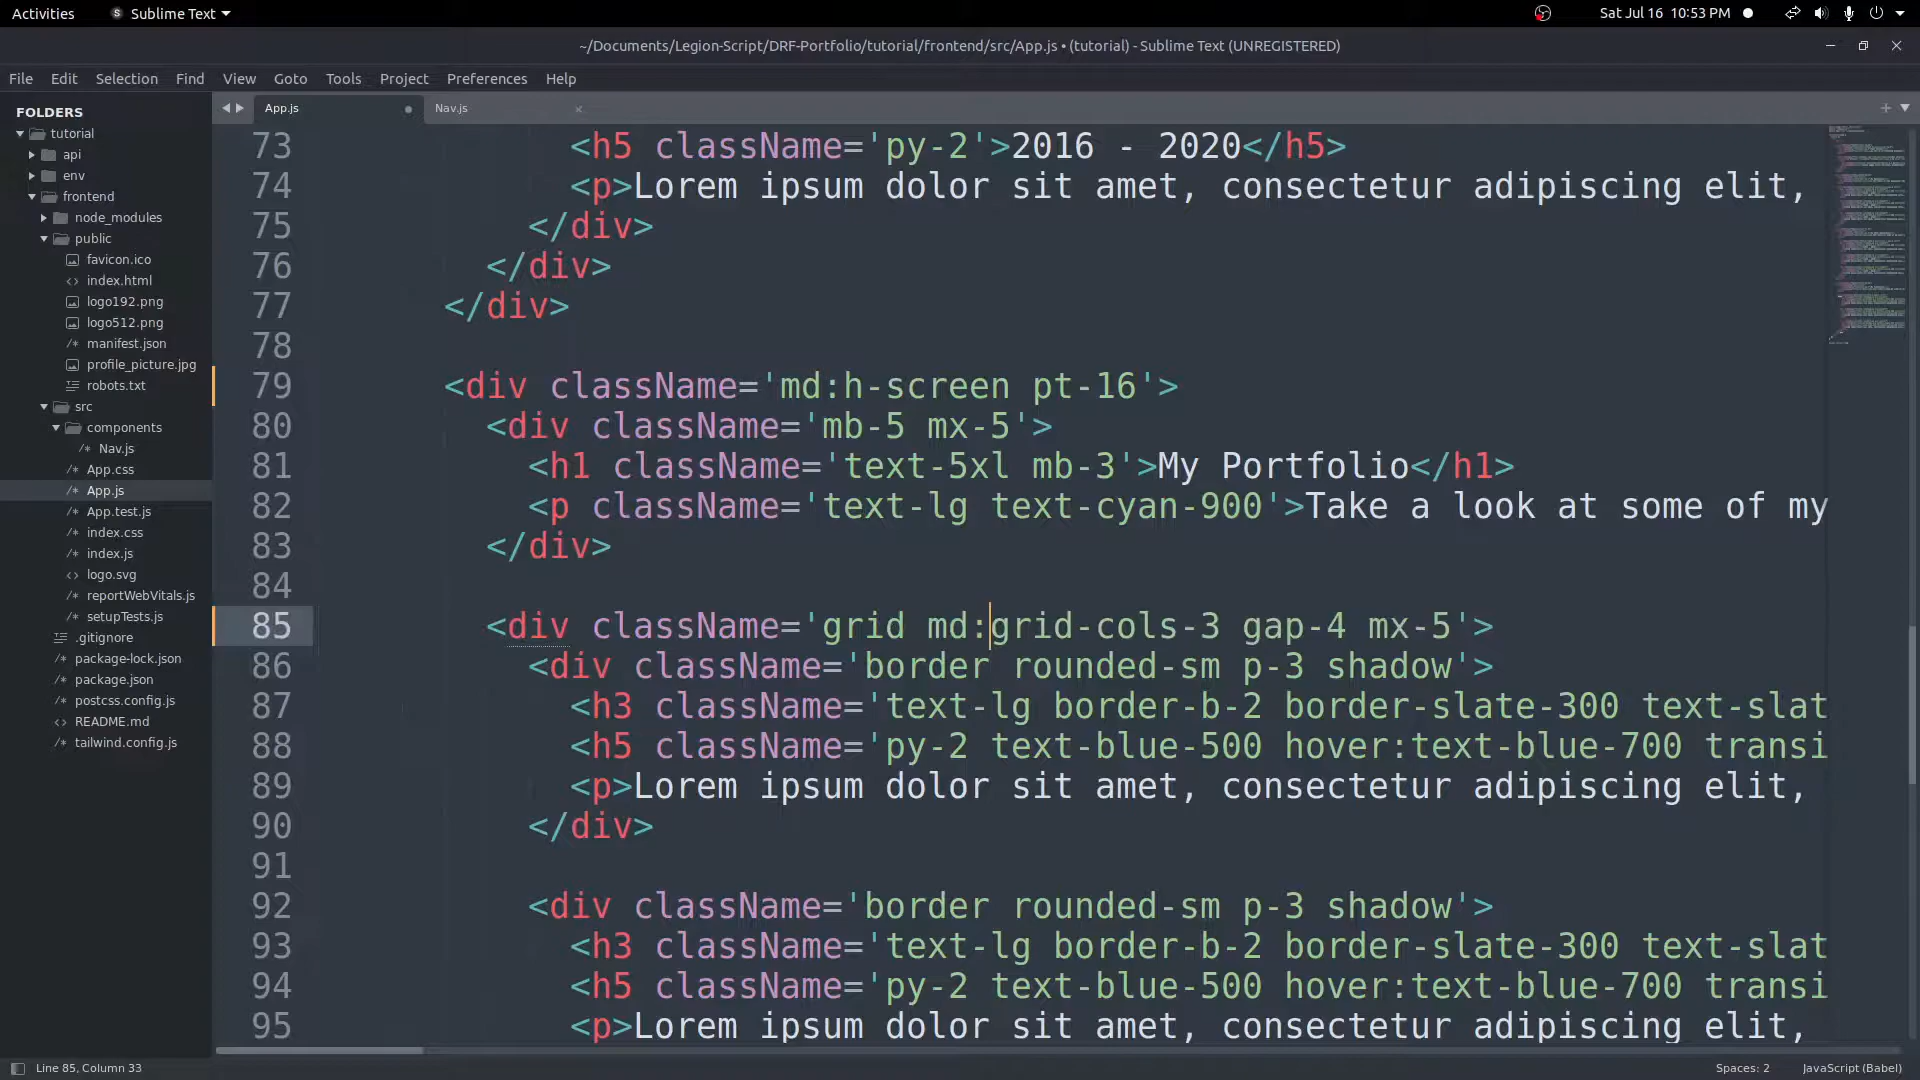 Activities Sublime Text Sat Jul 16 10:53 PM
~/Documents/Legion-Script/DRF-Portfolio/tutorial/frontend/src/App.js • (tutorial) - Sublime Text (UNREGISTERED)
File Edit Selection Find View Goto Tools Project Preferences Help
FOLDERS
tutorial
api
env
frontend
node_modules
public
favicon.ico
index.html
logo192.png
logo512.png
manifest.json
profile_picture.jpg
robots.txt
src
components
Nav.js
App.css
App.js
App.test.js
index.css
index.js
logo.svg
reportWebVitals.js
setupTests.js
.gitignore
package-lock.json
package.json
postcss.config.js
README.md
tailwind.config.js
App.js Nav.js
73 <h5 className='py-2'>2016 - 2020</h5>
74 <p>Lorem ipsum dolor sit amet, consectetur adipiscing elit,
75 </div>
76 </div>
77 </div>
78
79 <div className='md:h-screen pt-16'>
80 <div className='mb-5 mx-5'>
81 <h1 className='text-5xl mb-3'>My Portfolio</h1>
82 <p className='text-lg text-cyan-900'>Take a look at some of my
83 </div>
84
85 <div className='grid md:grid-cols-3 gap-4 mx-5'>
86 <div className='border rounded-sm p-3 shadow'>
87 <h3 className='text-lg border-b-2 border-slate-300 text-slat
88 <h5 className='py-2 text-blue-500 hover:text-blue-700 transi
89 <p>Lorem ipsum dolor sit amet, consectetur adipiscing elit,
90 </div>
91
92 <div className='border rounded-sm p-3 shadow'>
93 <h3 className='text-lg border-b-2 border-slate-300 text-slat
94 <h5 className='py-2 text-blue-500 hover:text-blue-700 transi
95 <p>Lorem ipsum dolor sit amet, consectetur adipiscing elit,
Line 85, Column 33 Spaces: 2 JavaScript (Babel)